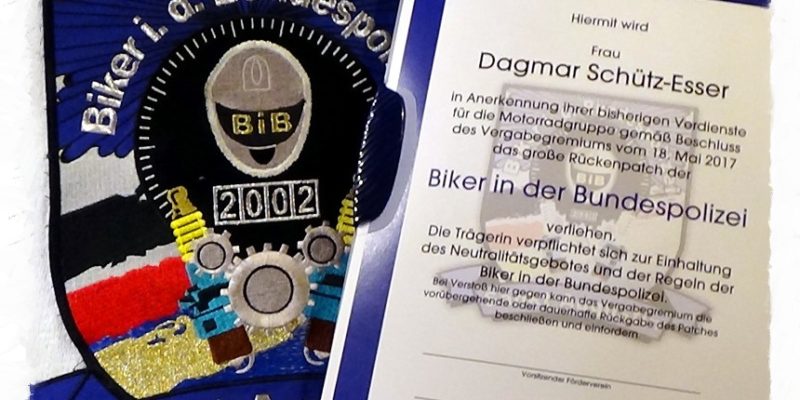 Biker i. d. Bundespol
BiB
2002
Hiermit wird
Frau
Dagmar Schütz-Esser
in Anerkennung ihrer bisherigen Verdienste
für die Motorradgruppe gemäß Beschluss
des Vergabegremiums vom 18. Mai 2017
das große Rückenpatch der
Biker in der Bundespolizei
verliehen.
Die Trägerin verpflichtet sich zur Einhaltung
des Neutralitätsgebotes und der Regeln der
Biker in der Bundespolizei.
Bei Verstoß hier gegen kann das Vergabegremium die
vorübergehende oder dauerhafte Rückgabe des Patches
beschließen und einfordern
Vorsitzender Förderverein